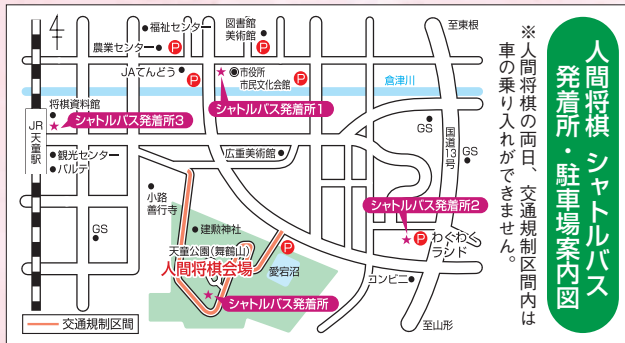 人間将棋 シャトルバス
発着所・駐車場案内図
※人間将棋の両日、交通規制区間内は
車の乗り入れができません。
福祉センター
図書館
美術館
至東根
農業センター
P
P
JAてんどう
P
市役所
市民文化会館
P
倉津川
将棋資料館
シャトルバス発着所1
シャトルバス発着所3
JR天童駅
GS
国道13号
GS
観光センター
パルテ
広重美術館
小路
善行寺
シャトルバス発着所2
GS
建勲神社
P
わくわく
ランド
天童公園(舞鶴山)
人間将棋会場
P
愛宕沼
コンビニ
シャトルバス発着所
交通規制区間
至山形